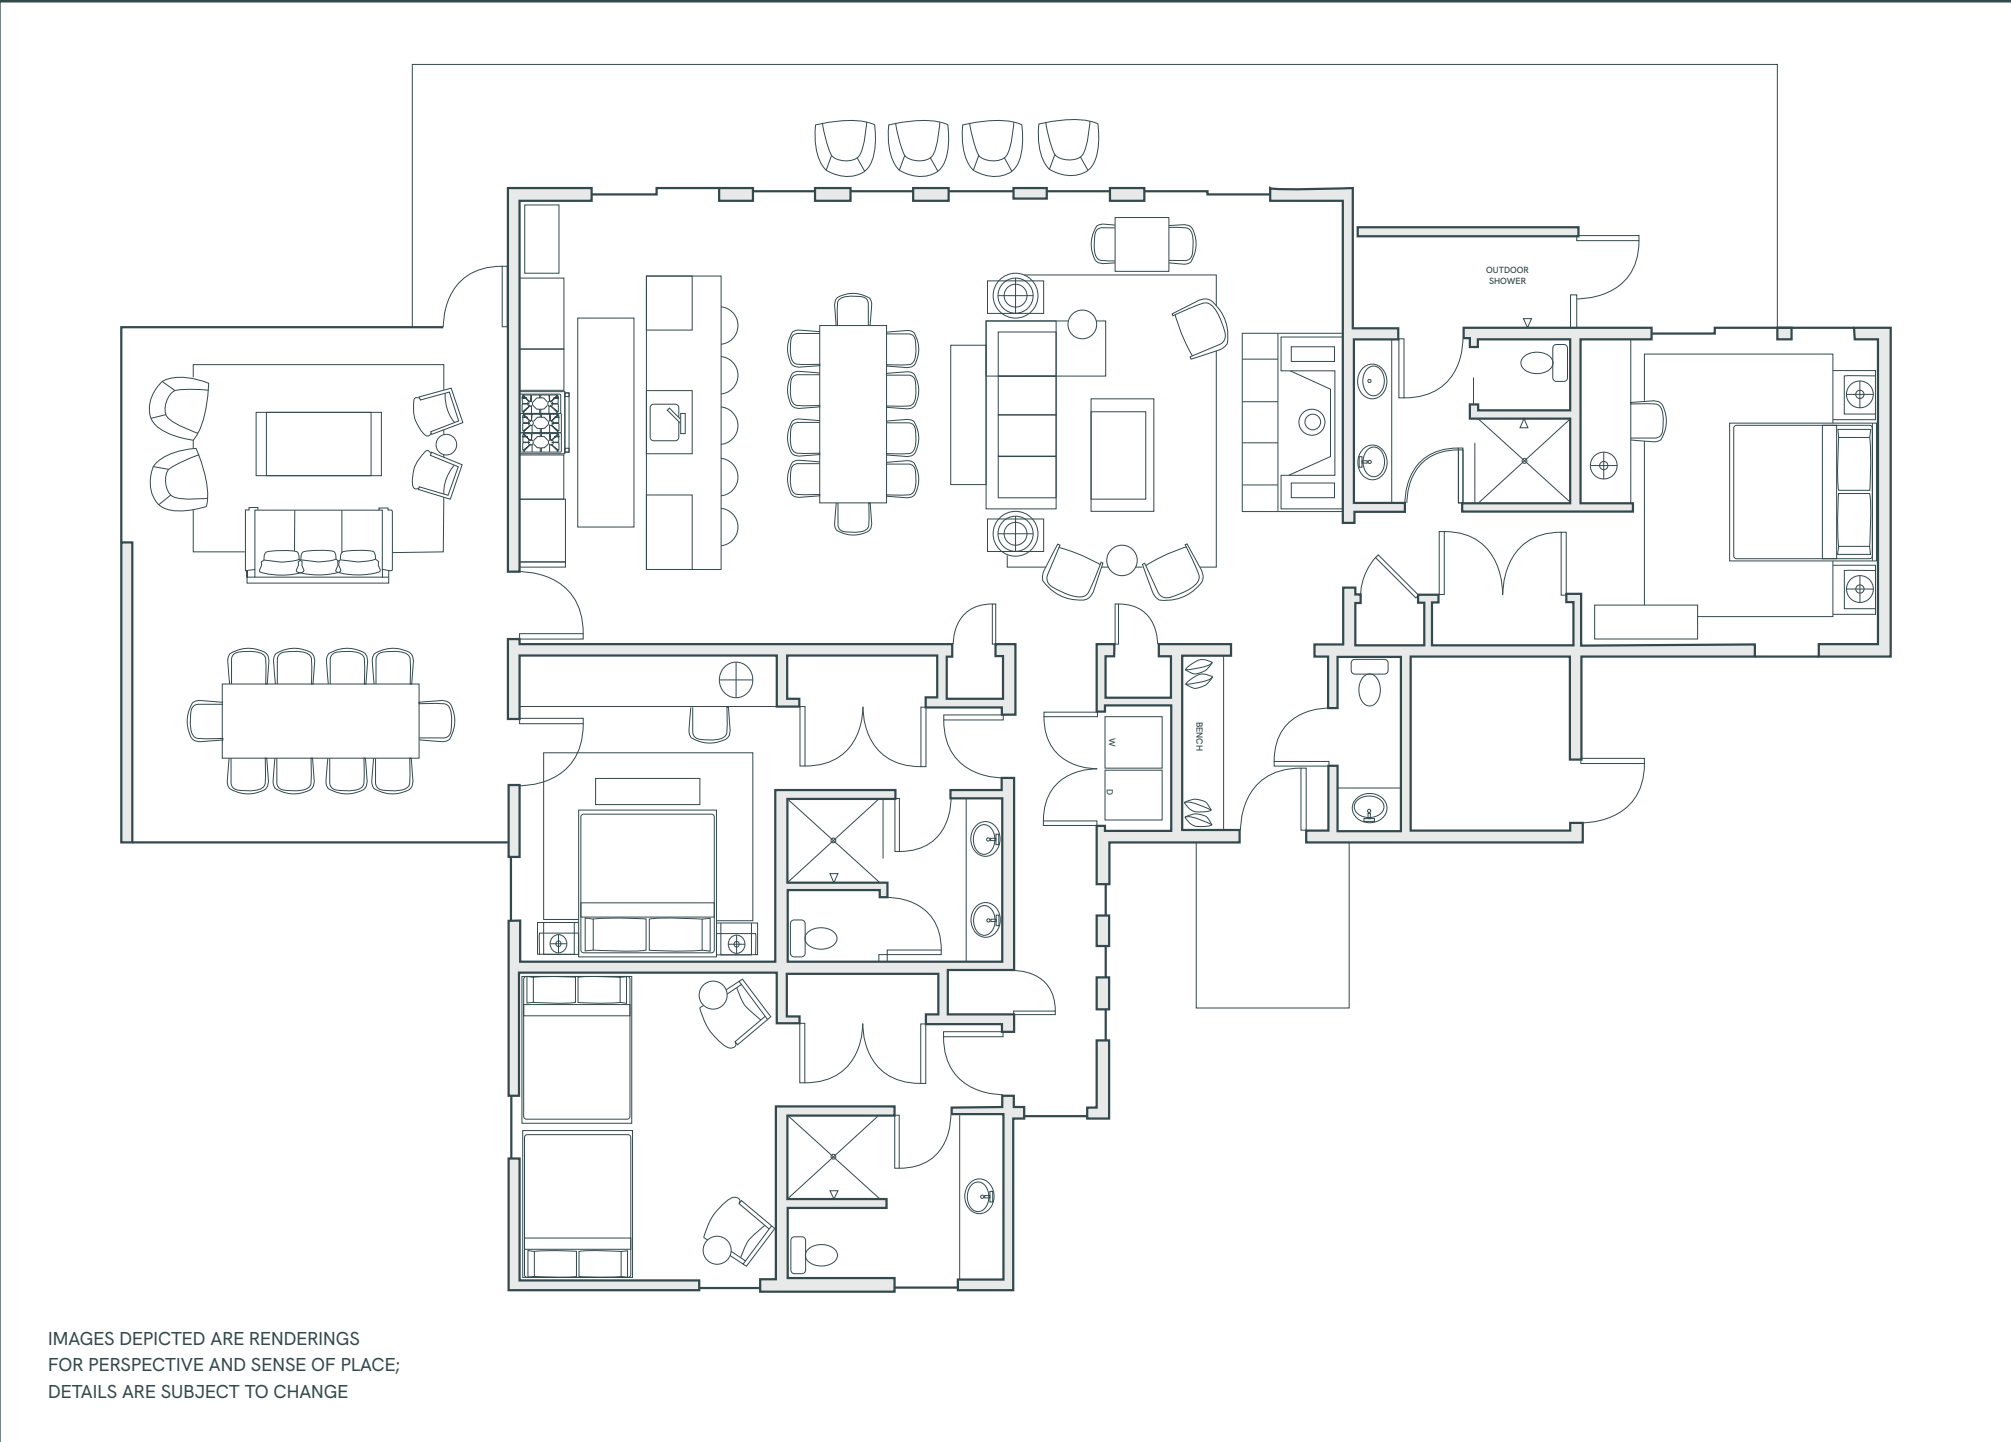 OUTDOOR
SHOWER
W
D
BENCH
IMAGES DEPICTED ARE RENDERINGS
FOR PERSPECTIVE AND SENSE OF PLACE;
DETAILS ARE SUBJECT TO CHANGE